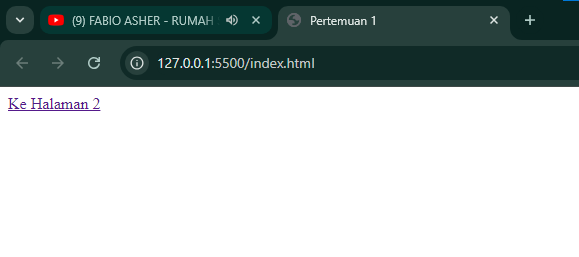 (9) FABIO ASHER - RUMAH
Pertemuan 1
127.0.0.1:5500/index.html
Ke Halaman 2